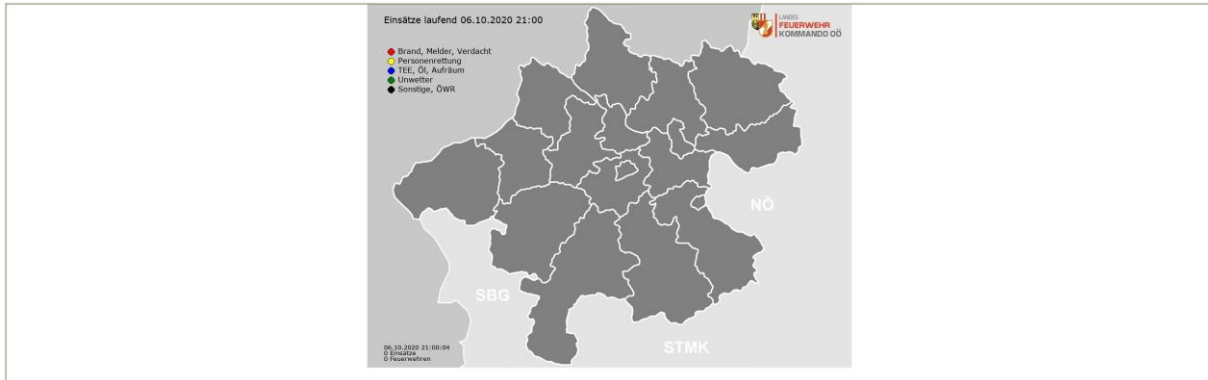 Einsätze laufend 06.10.2020 21:00
LANDES
FEUERWEHR
KOMMANDO OÖ
Brand, Melder, Verdacht
Personenrettung
TEE, Öl, Aufräum
Unwetter
Sonstige, ÖWR
NÖ
SBG
STMK
06.10.2020 21:00:04
0 Einsätze
0 Feuerwehren